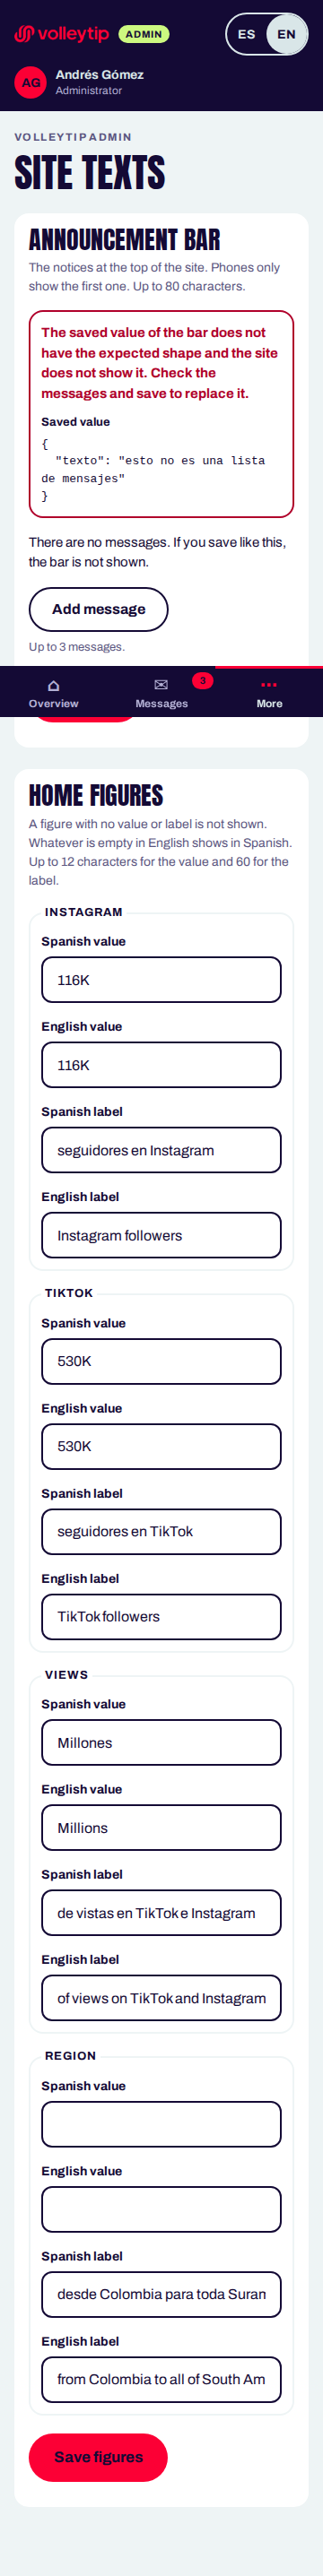 volleytip ADMIN ES EN
AG Andrés Gómez
Administrator
VOLLEYTIP ADMIN
SITE TEXTS
ANNOUNCEMENT BAR
The notices at the top of the site. Phones only
show the first one. Up to 80 characters.
The saved value of the bar does not
have the expected shape and the site
does not show it. Check the
messages and save to replace it.
Saved value
{
"texto": "esto no es una lista
de mensajes"
}
There are no messages. If you save like this,
the bar is not shown.
Add message
Up to 3 messages.
3
Overview Messages More
HOME FIGURES
A figure with no value or label is not shown.
Whatever is empty in English shows in Spanish.
Up to 12 characters for the value and 60 for the
label.
INSTAGRAM
Spanish value
116K
English value
116K
Spanish label
seguidores en Instagram
English label
Instagram followers
TIKTOK
Spanish value
530K
English value
530K
Spanish label
seguidores en TikTok
English label
TikTok followers
VIEWS
Spanish value
Millones
English value
Millions
Spanish label
de vistas en TikTok e Instagram
English label
of views on TikTok and Instagram
REGION
Spanish value
English value
Spanish label
desde Colombia para toda Suram
English label
from Colombia to all of South Am
Save figures